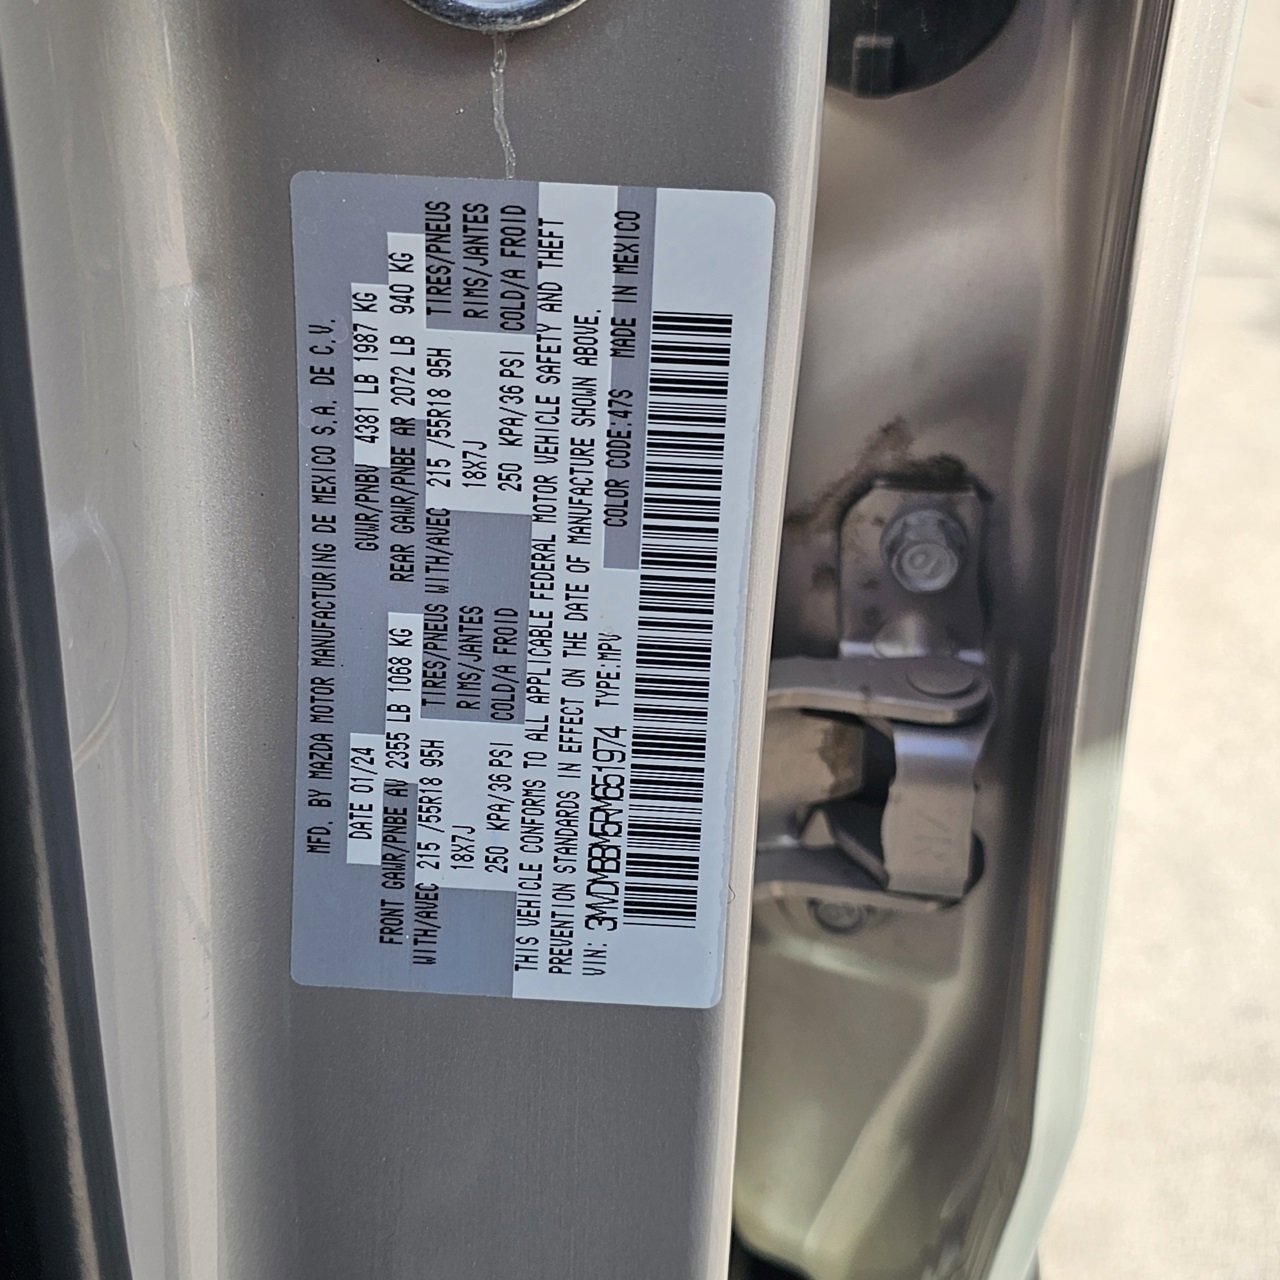 MFD. BY MAZDA MOTOR MANUFACTURING DE MEXICO S.A. DE C.V.
DATE 01/24 GVWR/PNBV 4381 LB 1987 KG
FRONT GAWR/PNBE AV 2355 LB 1068 KG REAR GAWR/PNBE AR 2072 LB 940 KG
WITH/AVEC 215 /55R18 95H TIRES/PNEUS WITH/AVEC 215 /55R18 95H TIRES/PNEUS
18X7J RIMS/JANTES 18X7J RIMS/JANTES
250 KPA/36 PSI COLD/A FROID 250 KPA/36 PSI COLD/A FROID
THIS VEHICLE CONFORMS TO ALL APPLICABLE FEDERAL MOTOR VEHICLE SAFETY AND THEFT
PREVENTION STANDARDS IN EFFECT ON THE DATE OF MANUFACTURE SHOWN ABOVE.
VIN: 3MVDMBBM5RM651974 TYPE:MPV COLOR CODE:47S MADE IN MEXICO